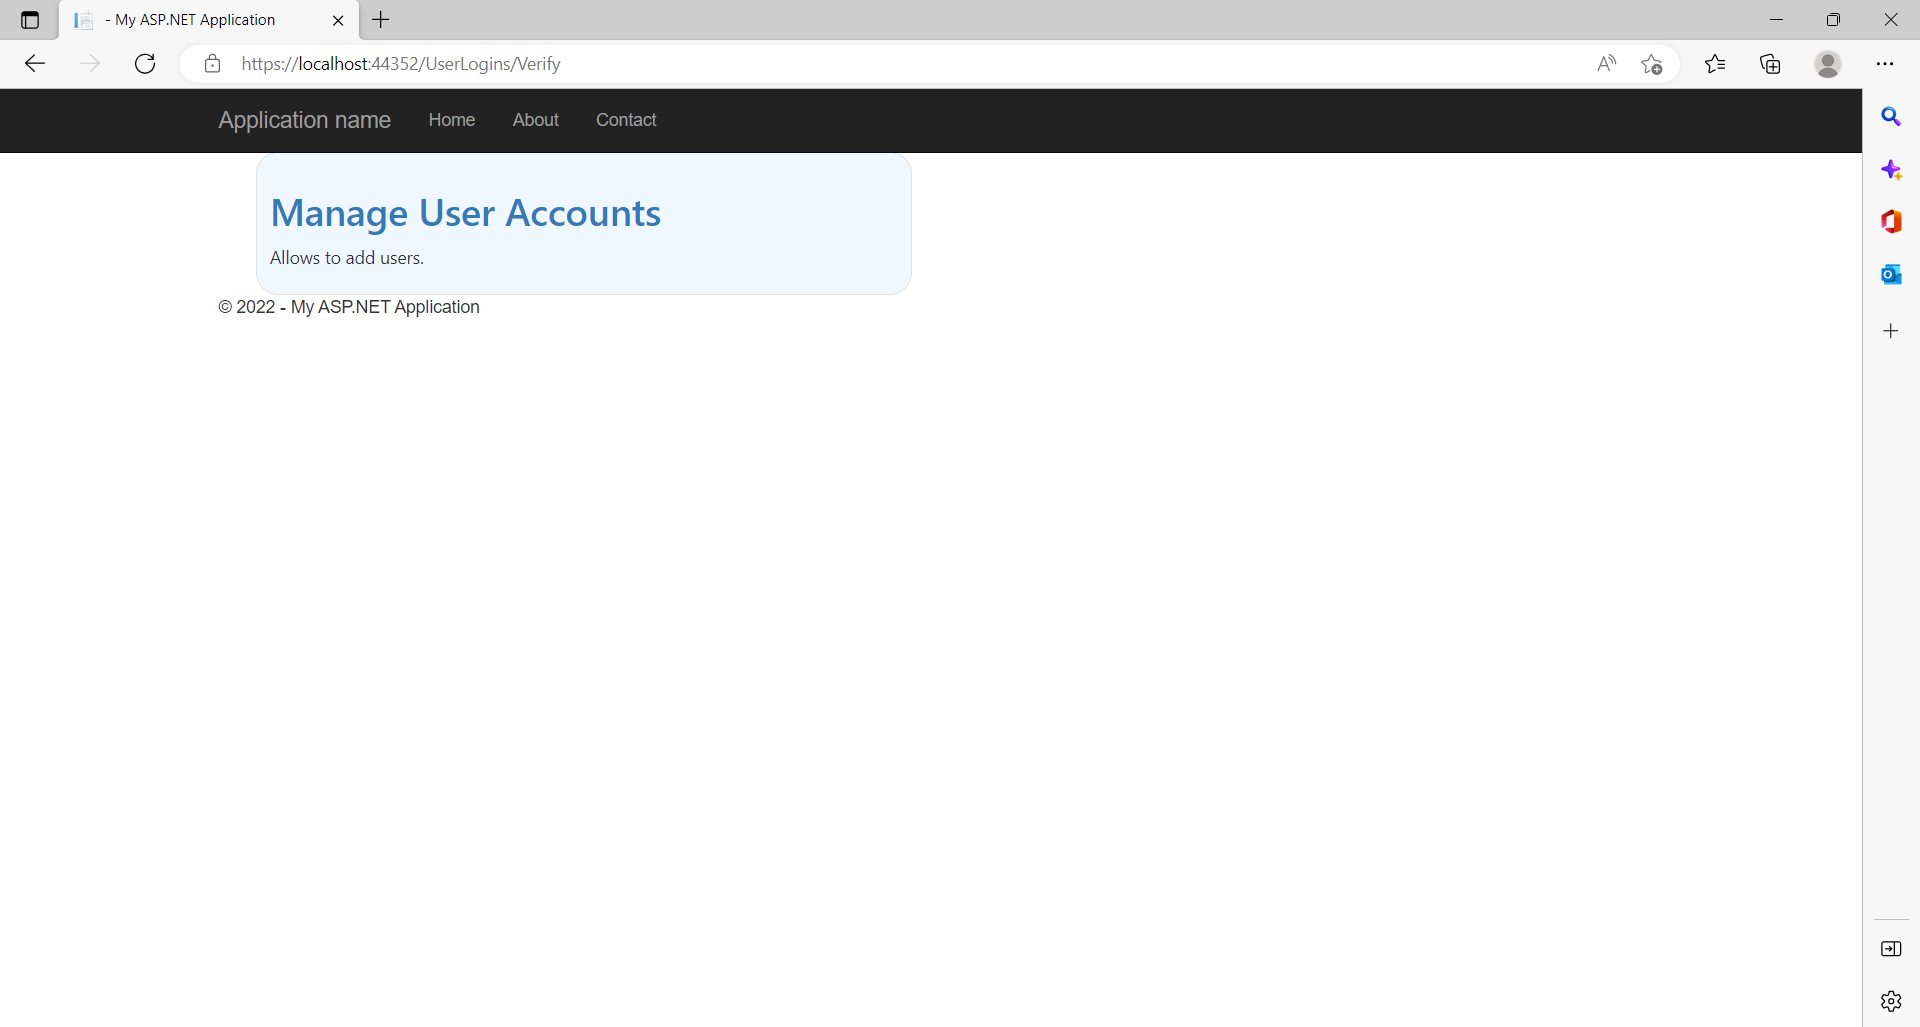 - My ASP.NET Application
https://localhost:44352/UserLogins/Verify
Application name Home About Contact
Manage User Accounts
Allows to add users.
© 2022 - My ASP.NET Application